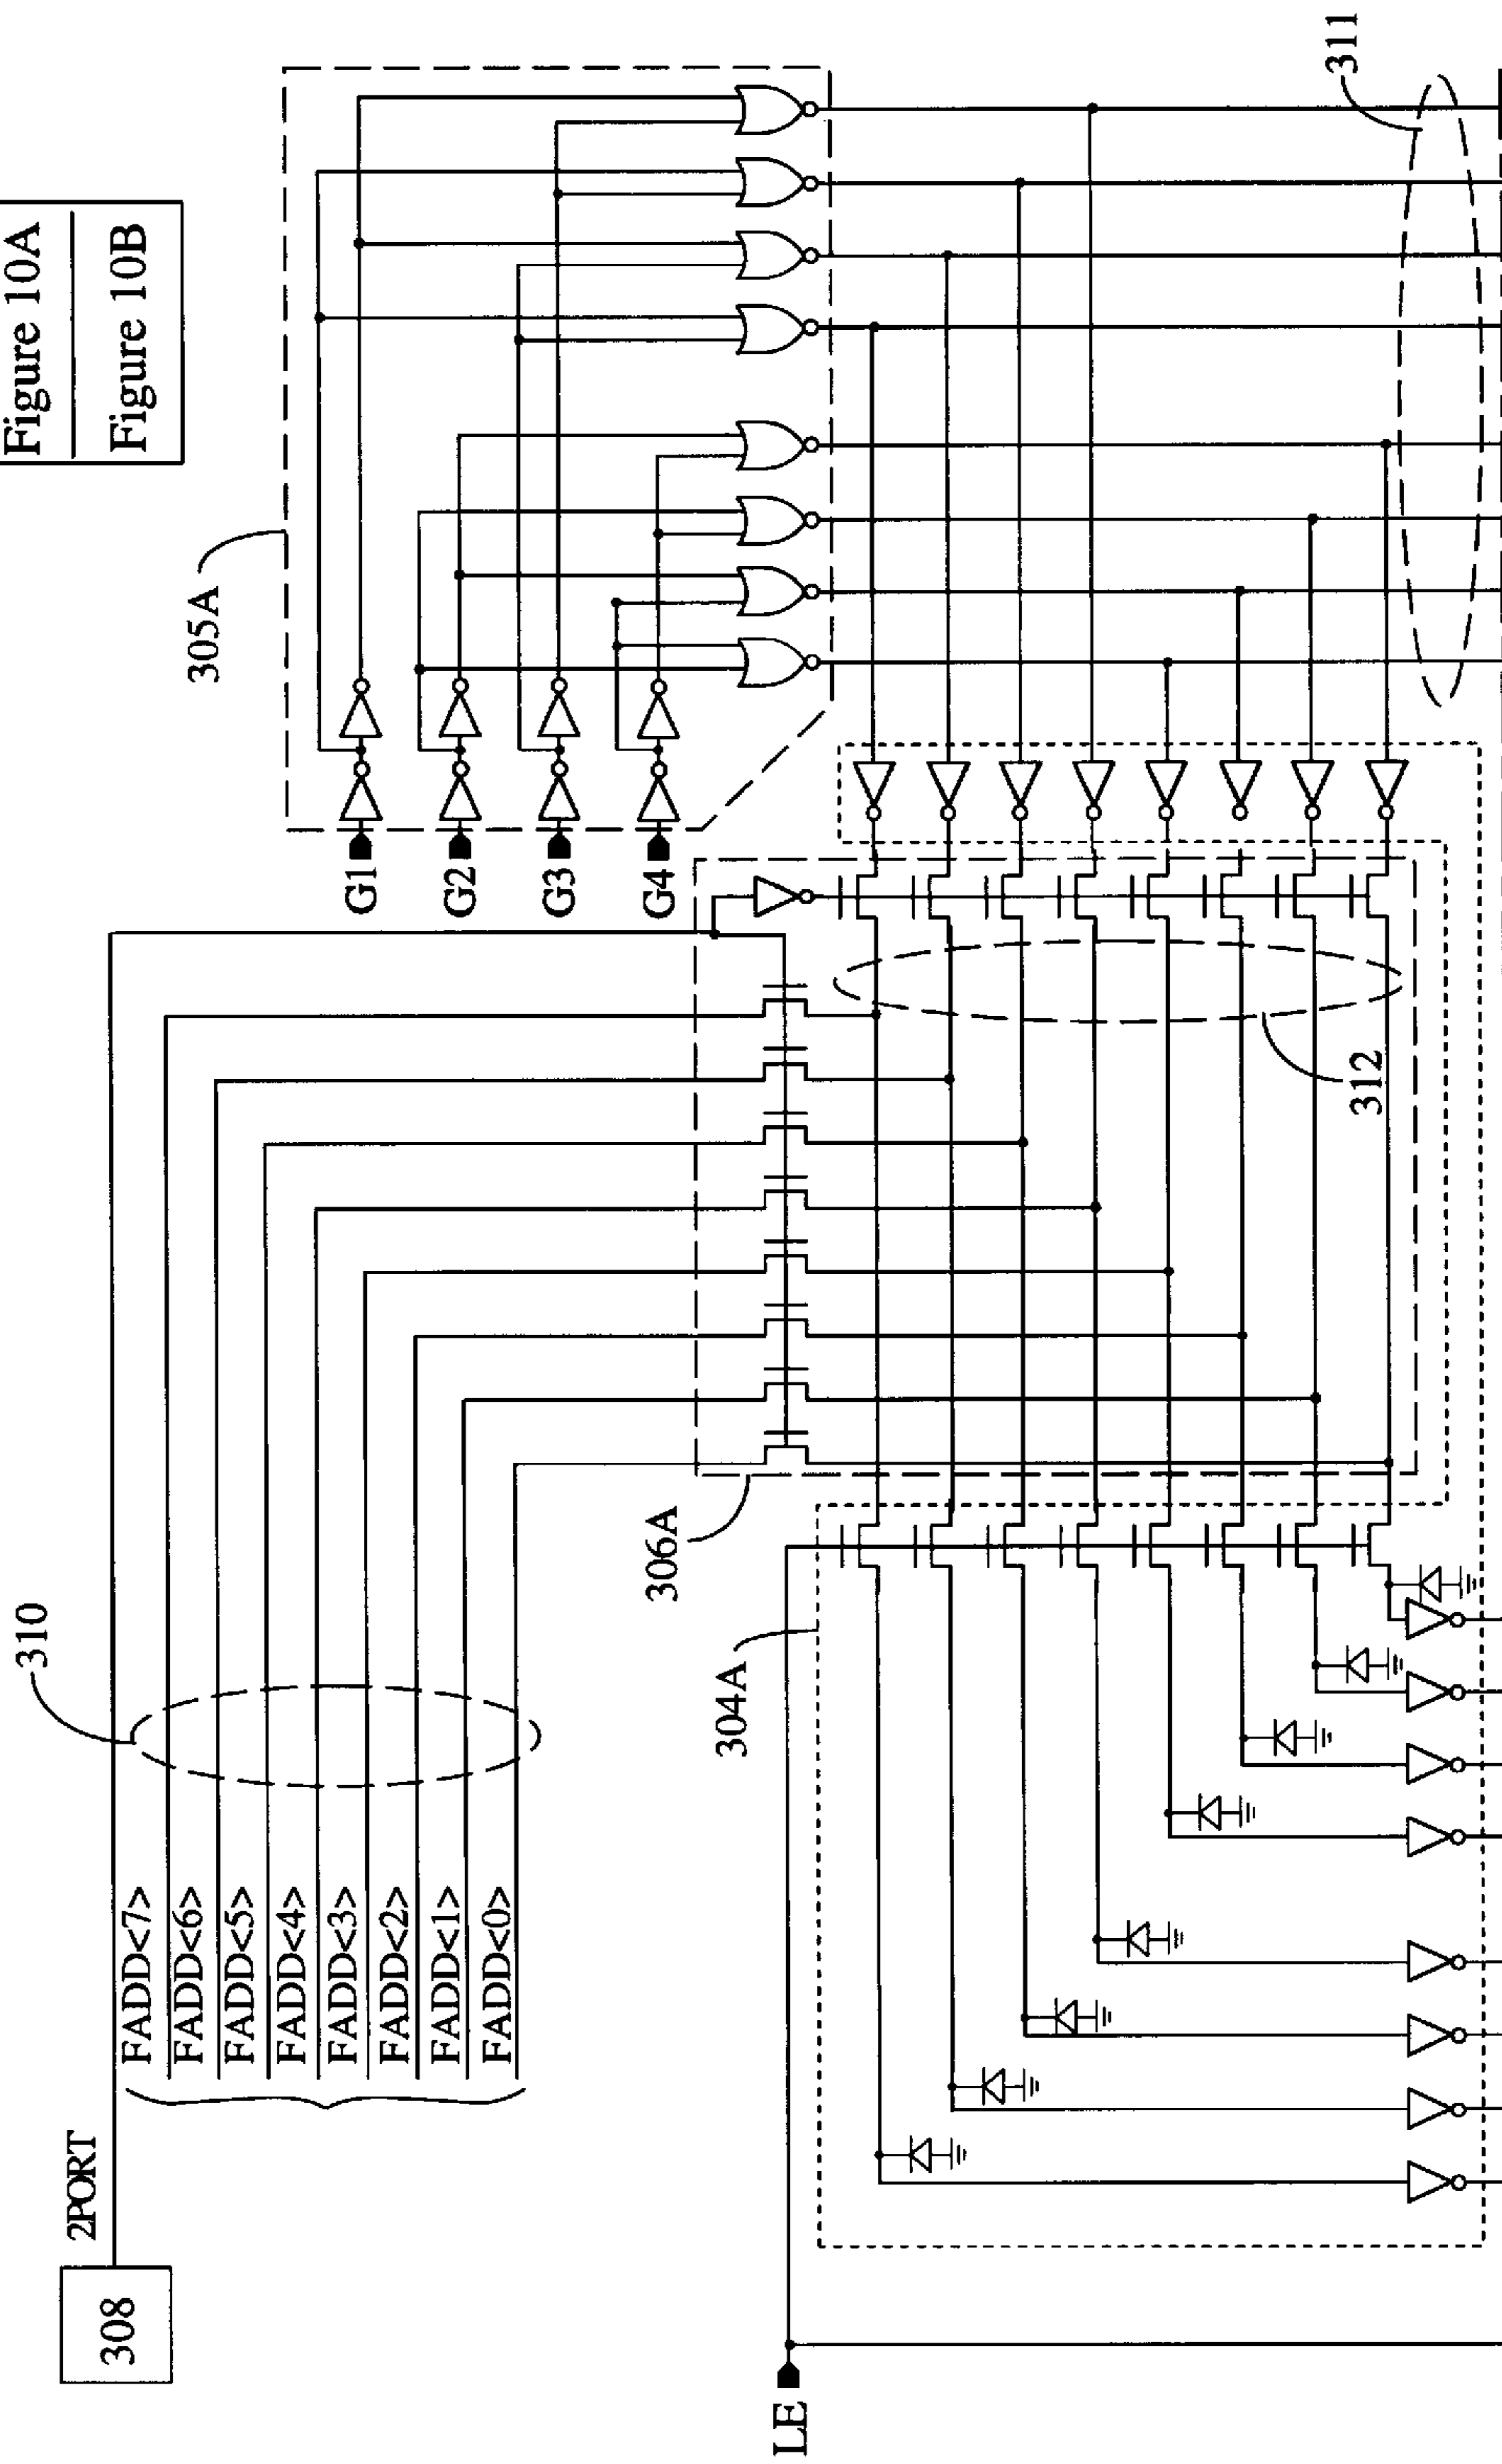 Figure 10A
Figure 10B
311
305A
G1
G2
G3
G4
312
306A
310
304A
FADD<7>
FADD<6>
FADD<5>
FADD<4>
FADD<3>
FADD<2>
FADD<1>
FADD<0>
2PORT
308
LE